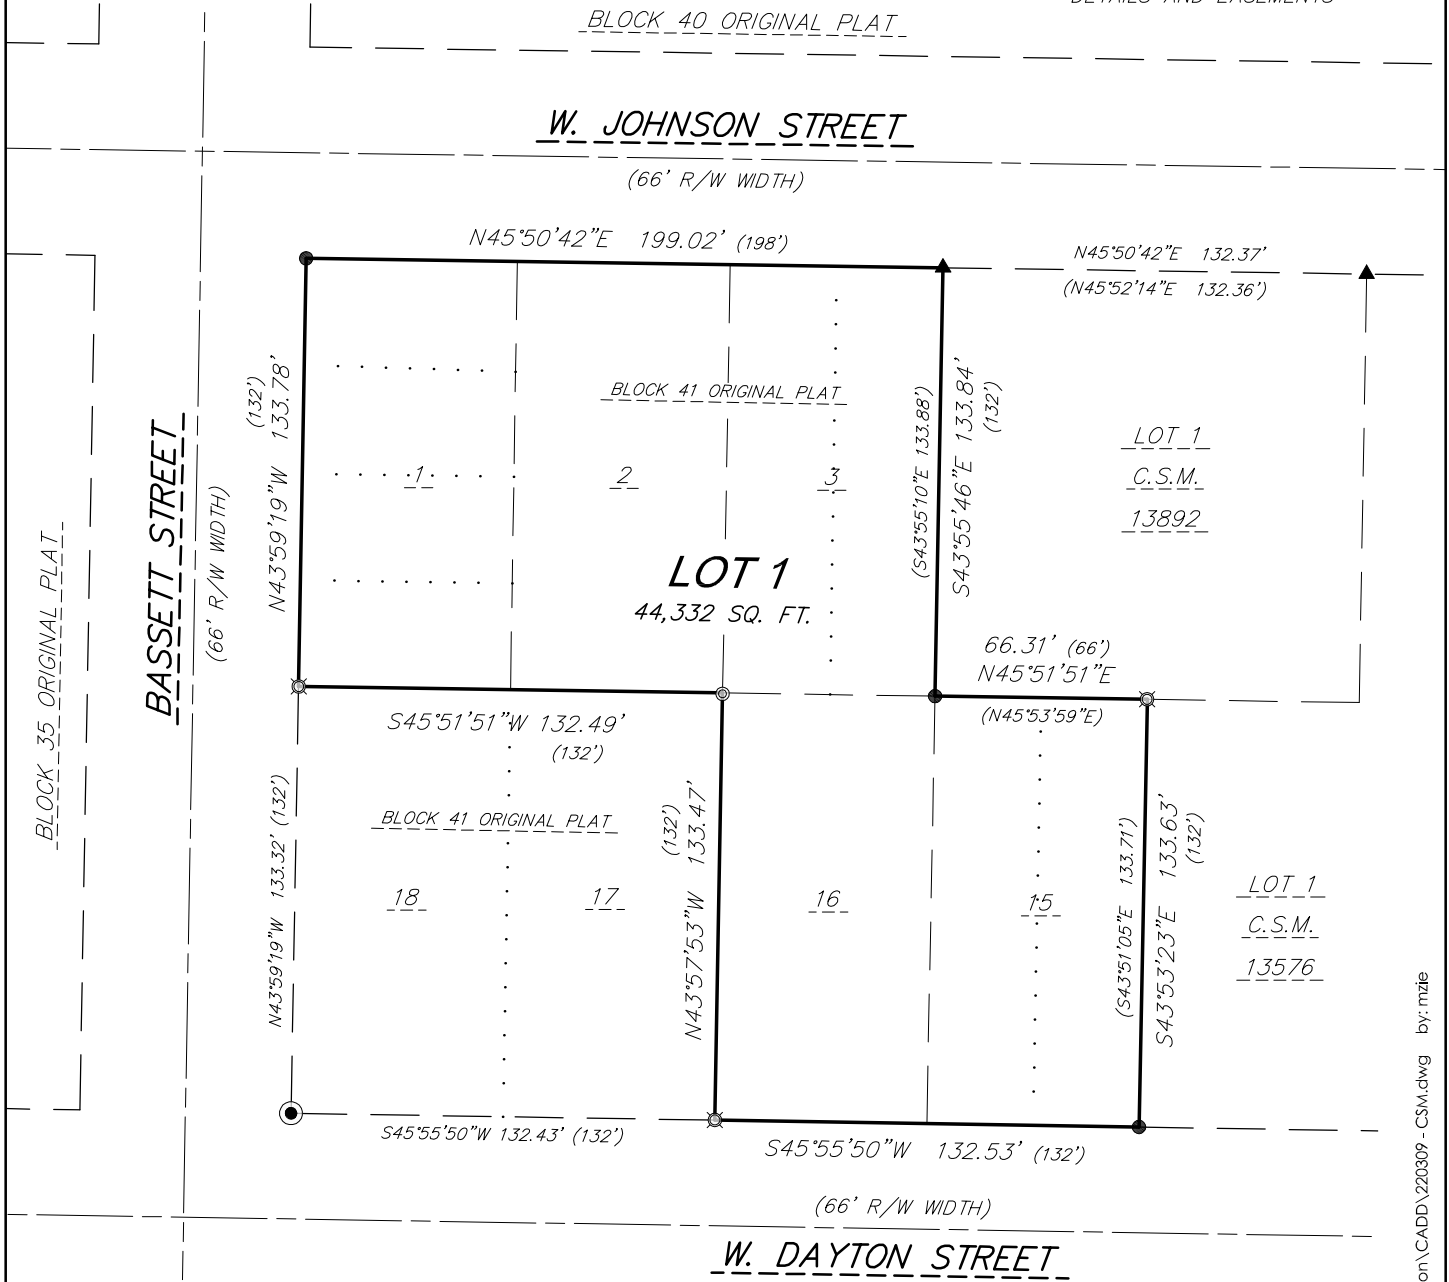 BLOCK 40 ORIGINAL PLAT
W. JOHNSON STREET
(66' R/W WIDTH)
N45°50'42"E 199.02' (198')
N45°50'42"E 132.37'
(N45°52'14"E 132.36')
(132')
N43°59'19"W 133.78'
BLOCK 41 ORIGINAL PLAT
(S43°55'10"E 133.88')
S43°55'46"E 133.84'
(132')
LOT 1
C.S.M.
13892
1
2
3
BASSETT STREET
(66' R/W WIDTH)
BLOCK 35 ORIGINAL PLAT
LOT 1
44,332 SQ. FT.
66.31' (66')
N45°51'51"E
(N45°53'59"E)
S45°51'51"W 132.49'
(132')
N43°59'19"W 133.32' (132')
BLOCK 41 ORIGINAL PLAT
(132')
N43°57'53"W 133.47'
18
17
16
15
(S43°51'05"E 133.71')
S43°53'23"E 133.63'
(132')
LOT 1
C.S.M.
13576
S45°55'50"W 132.43' (132')
S45°55'50"W 132.53' (132')
(66' R/W WIDTH)
W. DAYTON STREET
on\CADD\220309 - CSM.dwg by: mzie